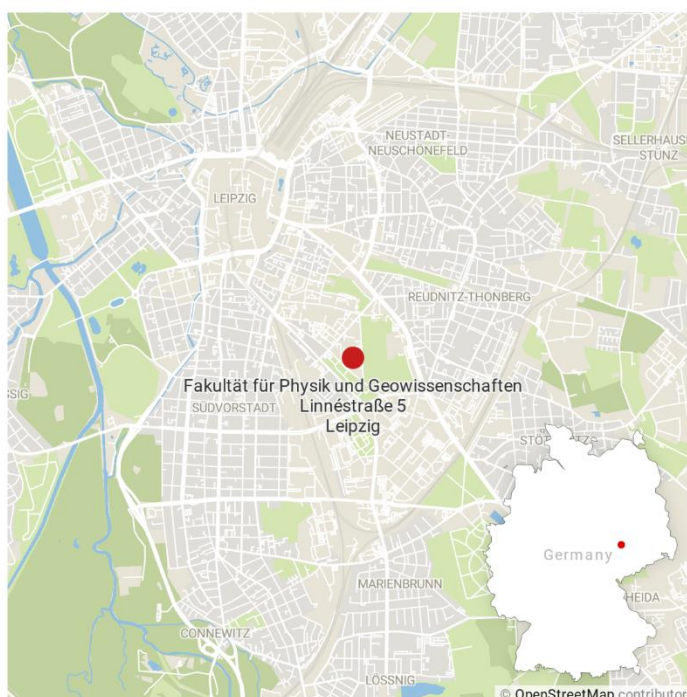 NEUSTADT-
NEUSCHÖNEFELD
SELLERHAUS
STÜNZ
LEIPZIG
REUDNITZ-THONBERG
Fakultät für Physik und Geowissenschaften
SÜDVORSTADT
Linnéstraße 5
Leipzig
Germany
MARIENBRUNN
HEIDA
CONNEWITZ
LÖSSNIG
© OpenStreetMap contribute